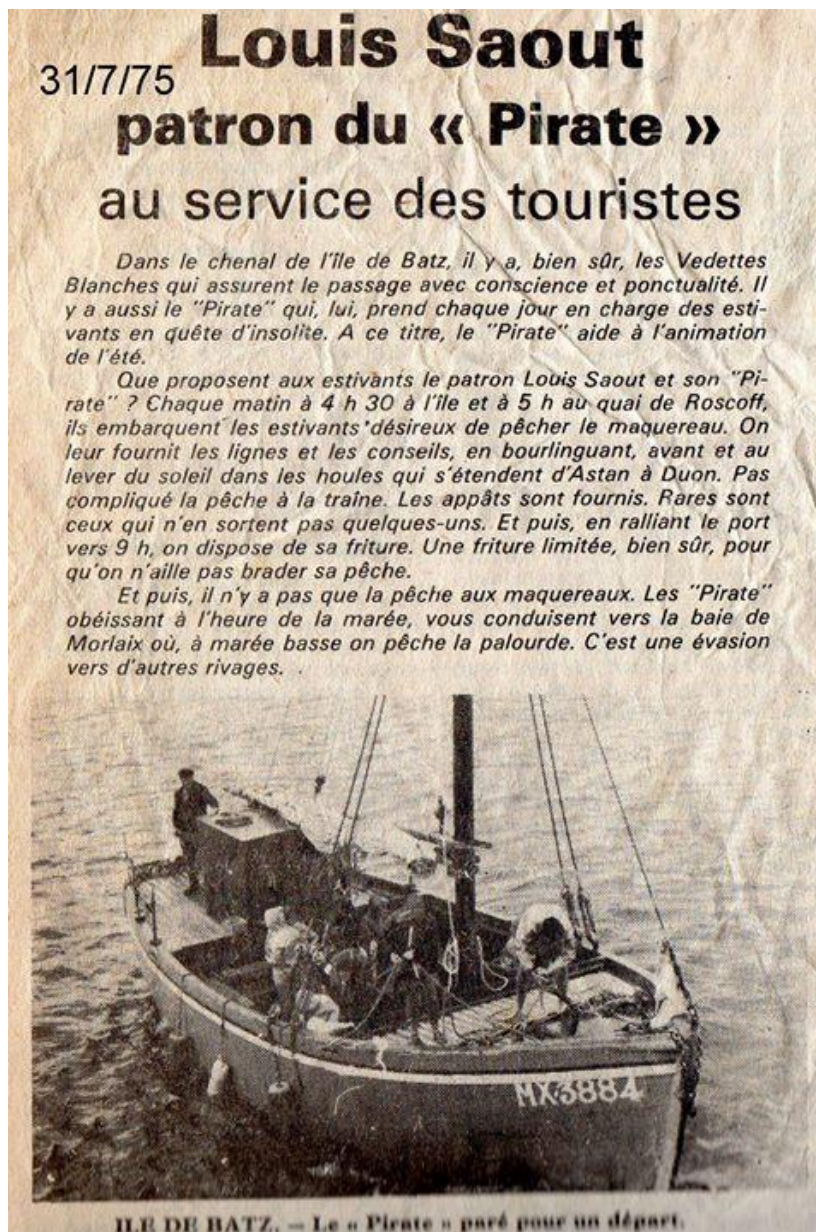 Louis Saout
31/7/75
patron du « Pirate »
au service des touristes
Dans le chenal de l'île de Batz, il y a, bien sûr, les Vedettes
Blanches qui assurent le passage avec conscience et ponctualité. Il
y a aussi le "Pirate" qui, lui, prend chaque jour en charge des esti-
vants en quête d'insolite. A ce titre, le "Pirate" aide à l'animation
de l'été.
Que proposent aux estivants le patron Louis Saout et son "Pi-
rate" ? Chaque matin à 4 h 30 à l'île et à 5 h au quai de Roscoff,
ils embarquent les estivants désireux de pêcher le maquereau. On
leur fournit les lignes et les conseils, en bourlinguant, avant et au
lever du soleil dans les houles qui s'étendent d'Astan à Duon. Pas
compliqué la pêche à la traîne. Les appâts sont fournis. Rares sont
ceux qui n'en sortent pas quelques-uns. Et puis, en ralliant le port
vers 9 h, on dispose de sa friture. Une friture limitée, bien sûr, pour
qu'on n'aille pas brader sa pêche.
Et puis, il n'y a pas que la pêche aux maquereaux. Les "Pirate"
obéissant à l'heure de la marée, vous conduisent vers la baie de
Morlaix où, à marée basse on pêche la palourde. C'est une évasion
vers d'autres rivages.
MX3884
ILE DE BATZ. — Le « Pirate » paré pour un départ.